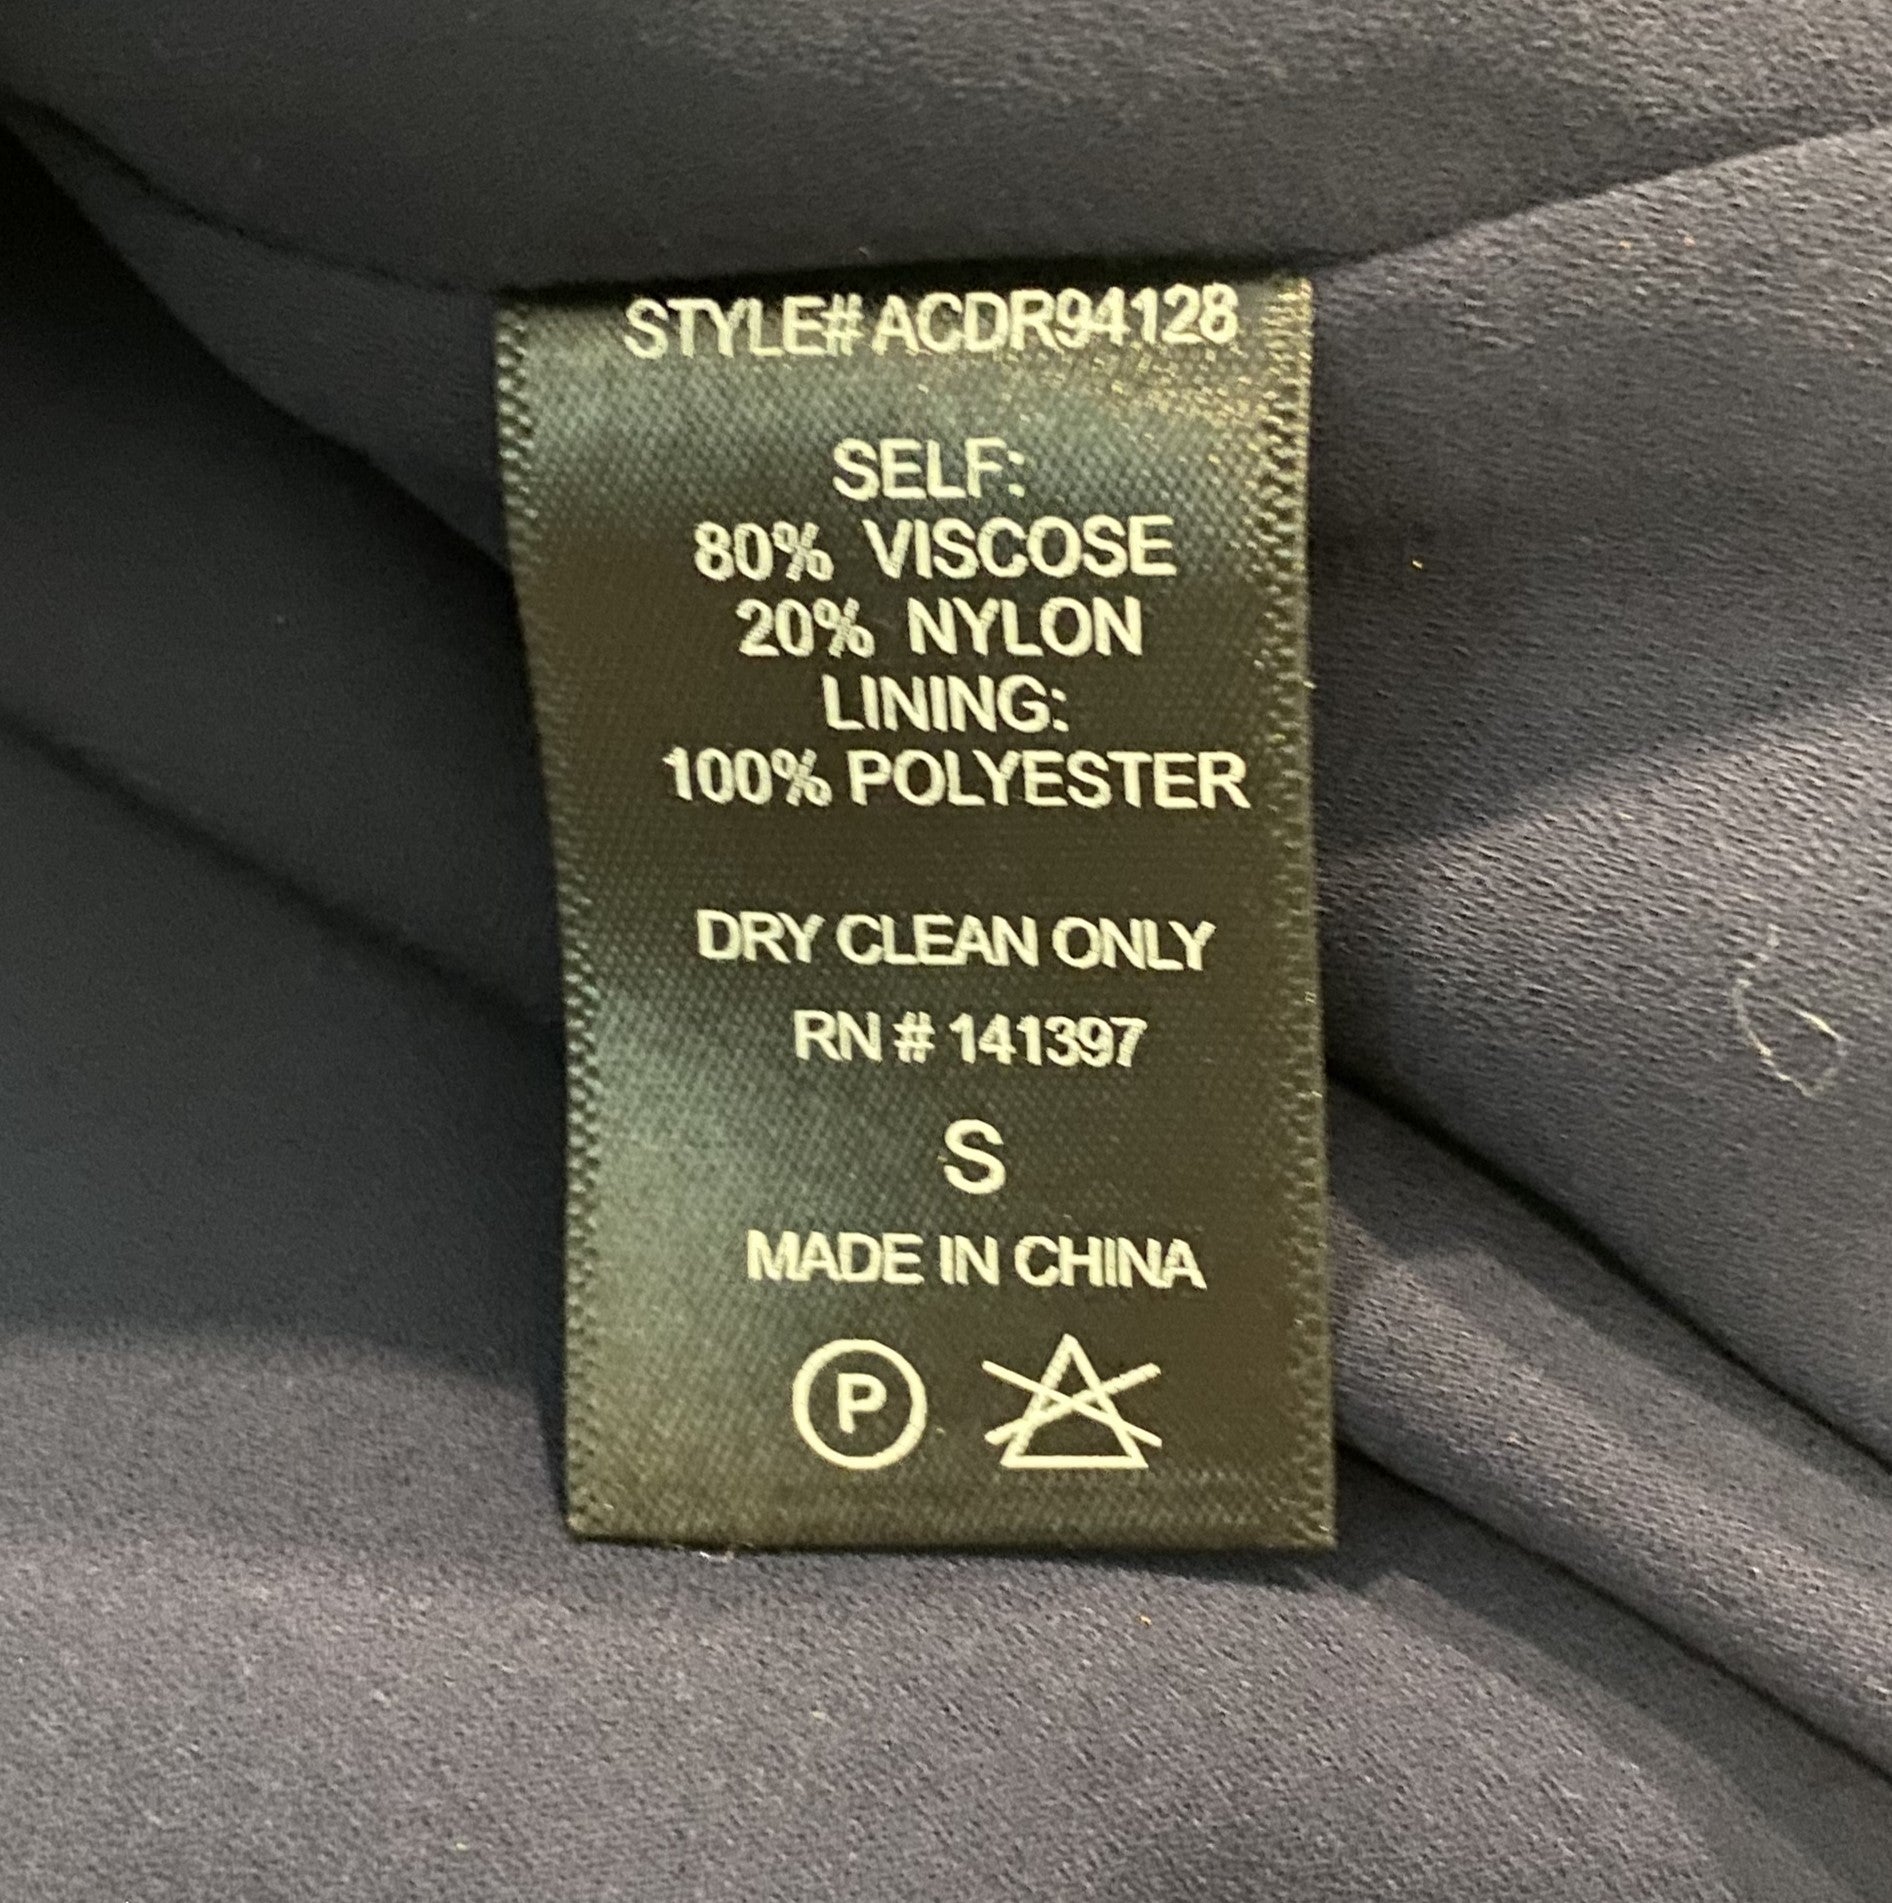 STYLE# ACDR94128
SELF:
80% VISCOSE
20% NYLON
LINING:
100% POLYESTER
DRY CLEAN ONLY
RN # 141397
S
MADE IN CHINA
P